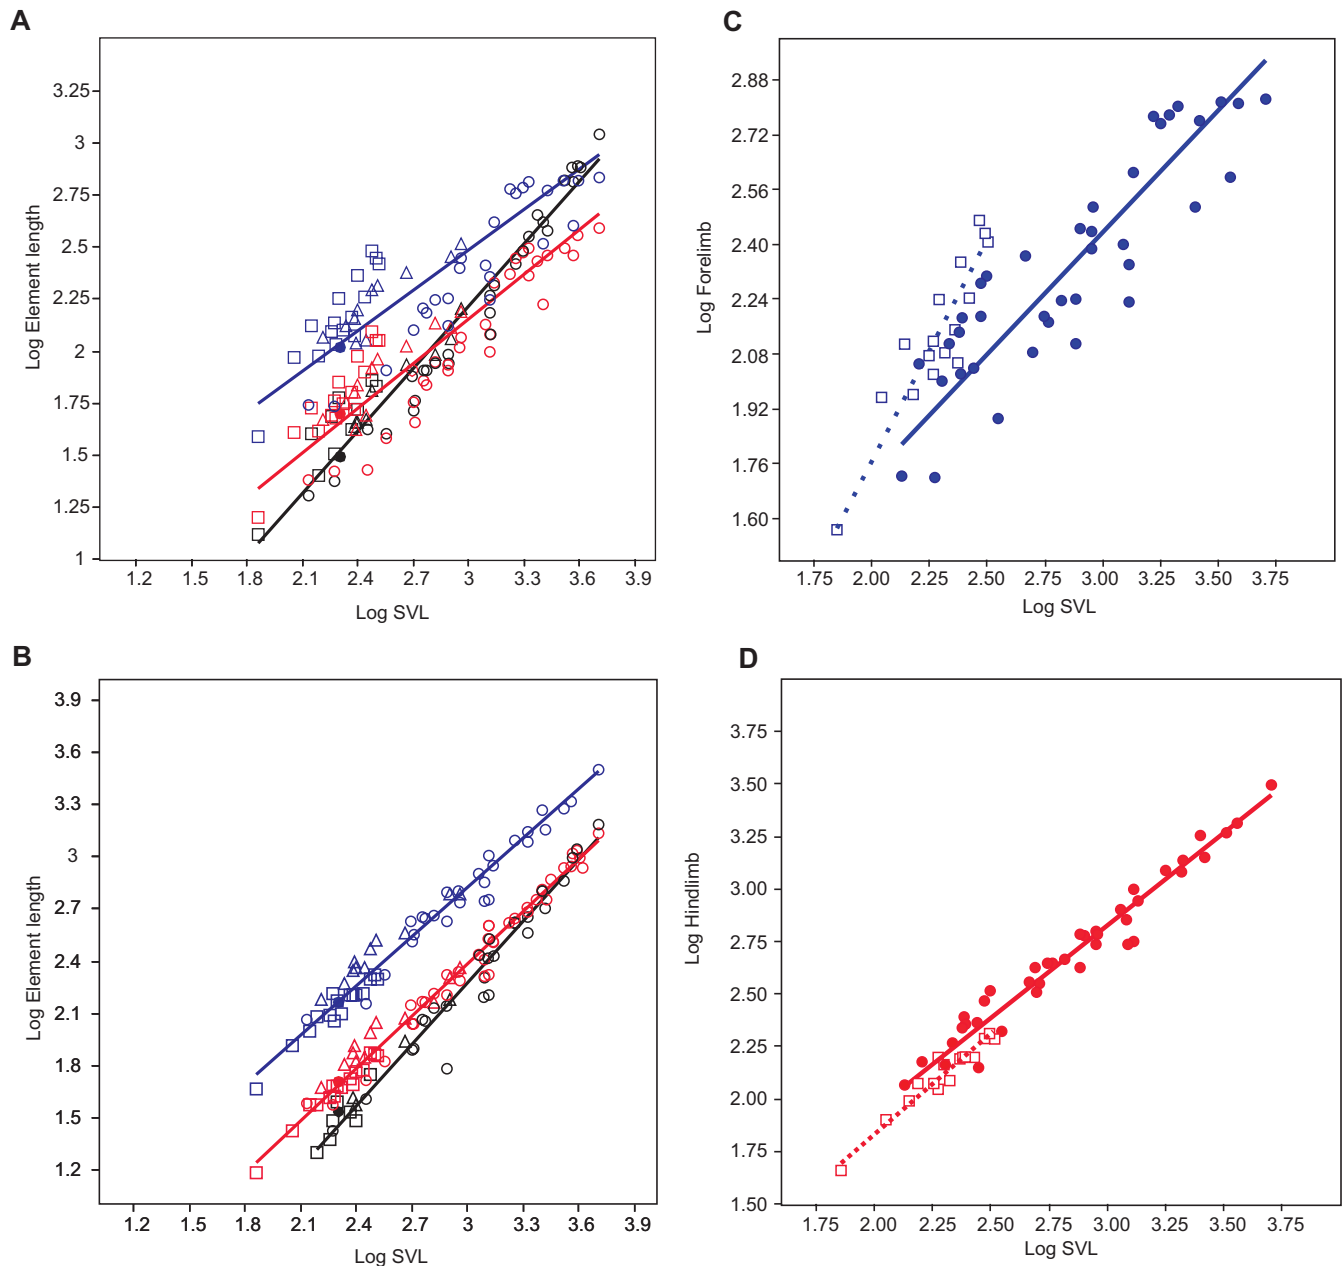 A
3.25
3
2.75
2.5
2.25
2
1.75
1.5
1.25
1
Log Element length
1.2 1.5 1.8 2.1 2.4 2.7 3 3.3 3.6 3.9
Log SVL
C
2.88
2.72
2.56
2.40
2.24
2.08
1.92
1.76
1.60
Log Forelimb
1.75 2.00 2.25 2.50 2.75 3.00 3.25 3.50 3.75
Log SVL
B
3.9
3.6
3.3
3
2.7
2.4
2.1
1.8
1.5
1.2
Log Element length
1.2 1.5 1.8 2.1 2.4 2.7 3 3.3 3.6 3.9
Log SVL
D
3.75
3.50
3.25
3.00
2.75
2.50
2.25
2.00
1.75
1.50
Log Hindlimb
1.75 2.00 2.25 2.50 2.75 3.00 3.25 3.50 3.75
Log SVL